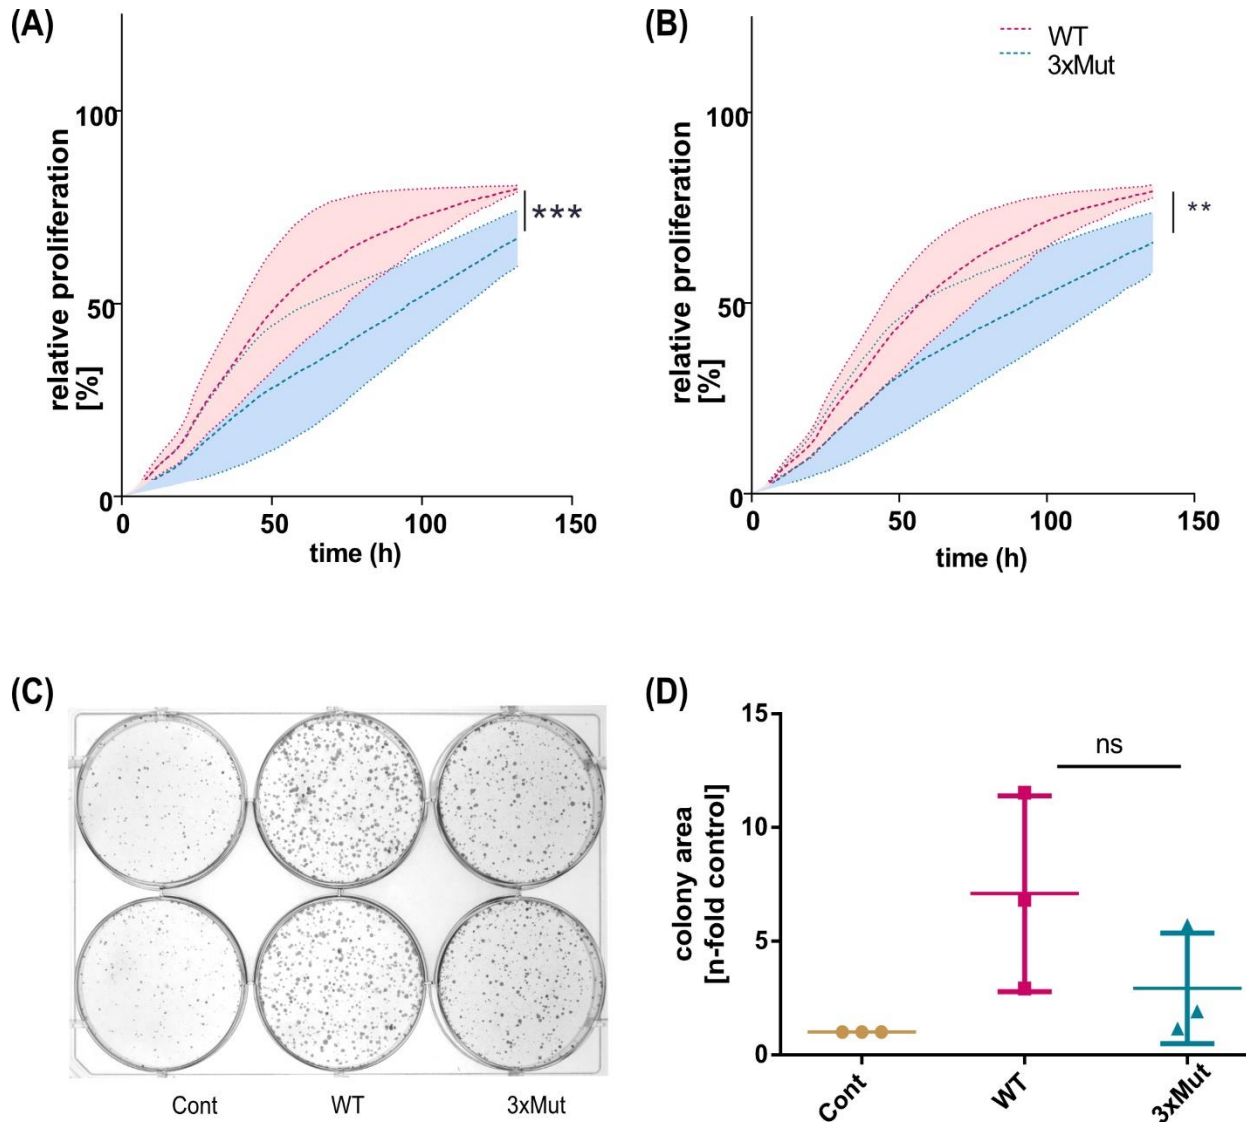 (A)
100
50
0
relative proliferation
[%]
0 50 100 150
time (h)
***
(B)
WT
3xMut
100
50
0
relative proliferation
[%]
0 50 100 150
time (h)
**
(C)
Cont WT 3xMut
(D)
15
10
5
0
colony area
[n-fold control]
ns
Cont
WT
3xMut